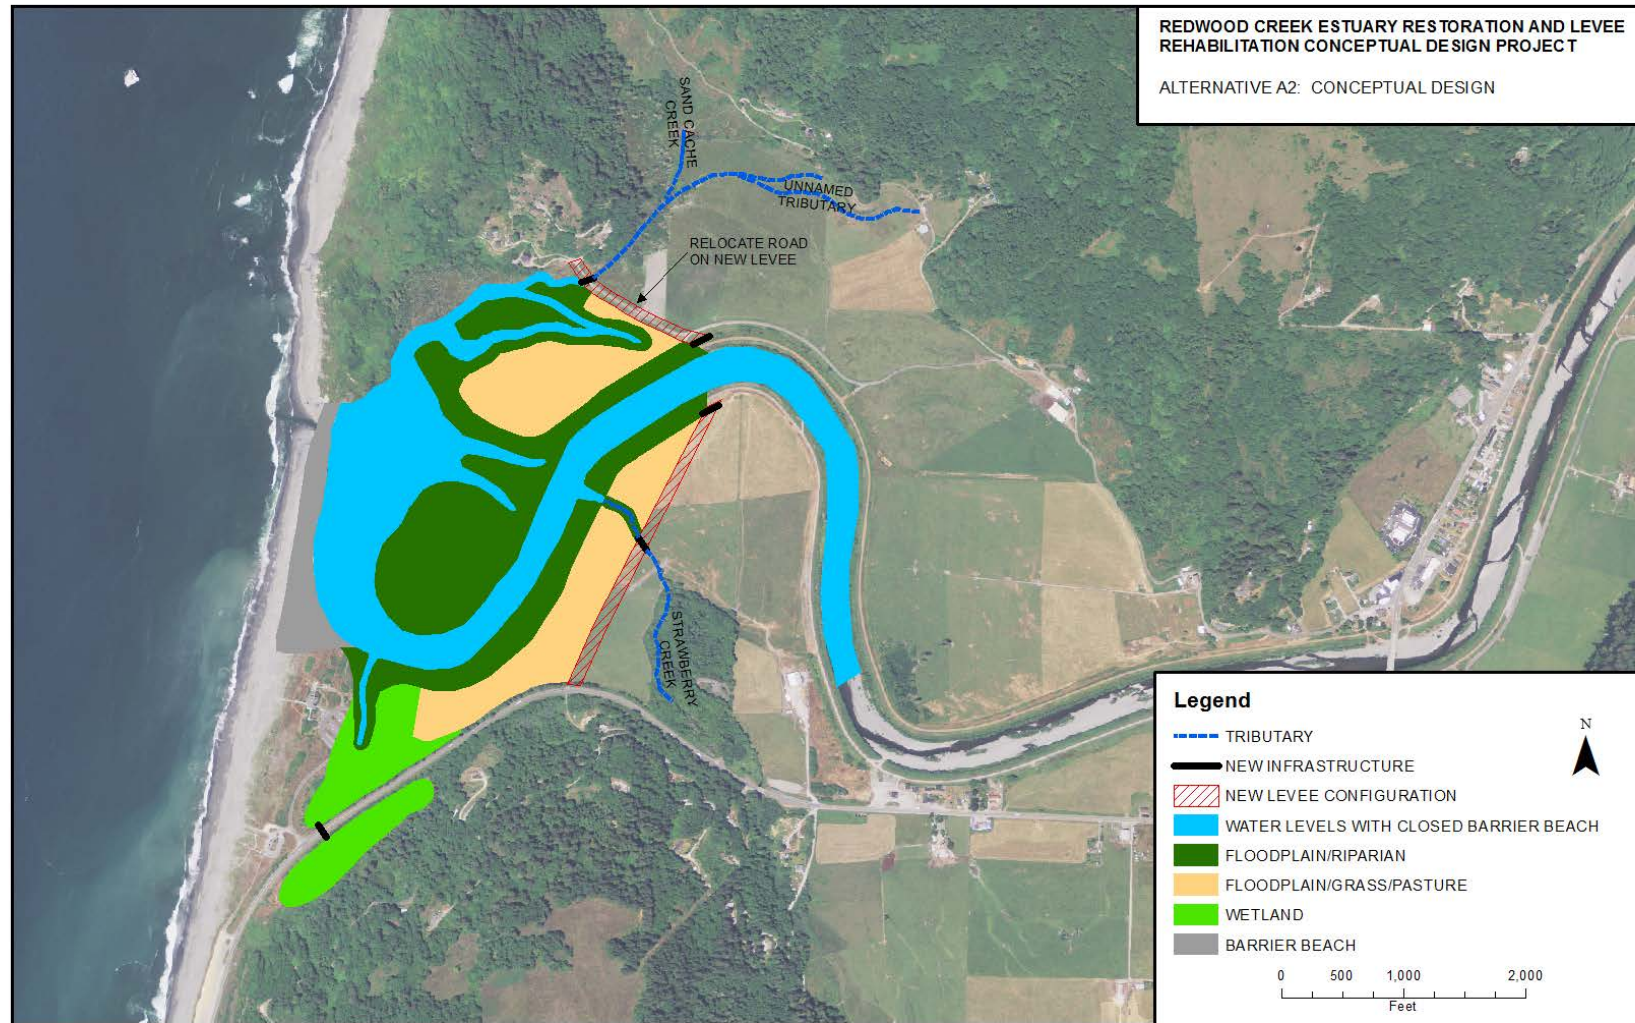 REDWOOD CREEK ESTUARY RESTORATION AND LEVEE
REHABILITATION CONCEPTUAL DESIGN PROJECT
ALTERNATIVE A2: CONCEPTUAL DESIGN
SAND CACHE
CREEK
UNNAMED
TRIBUTARY
RELOCATE ROAD
ON NEW LEVEE
STRAWBERRY
CREEK
Legend
TRIBUTARY
NEW INFRASTRUCTURE
NEW LEVEE CONFIGURATION
WATER LEVELS WITH CLOSED BARRIER BEACH
FLOODPLAIN/RIPARIAN
FLOODPLAIN/GRASS/PASTURE
WETLAND
BARRIER BEACH
N
0 500 1,000 2,000
Feet